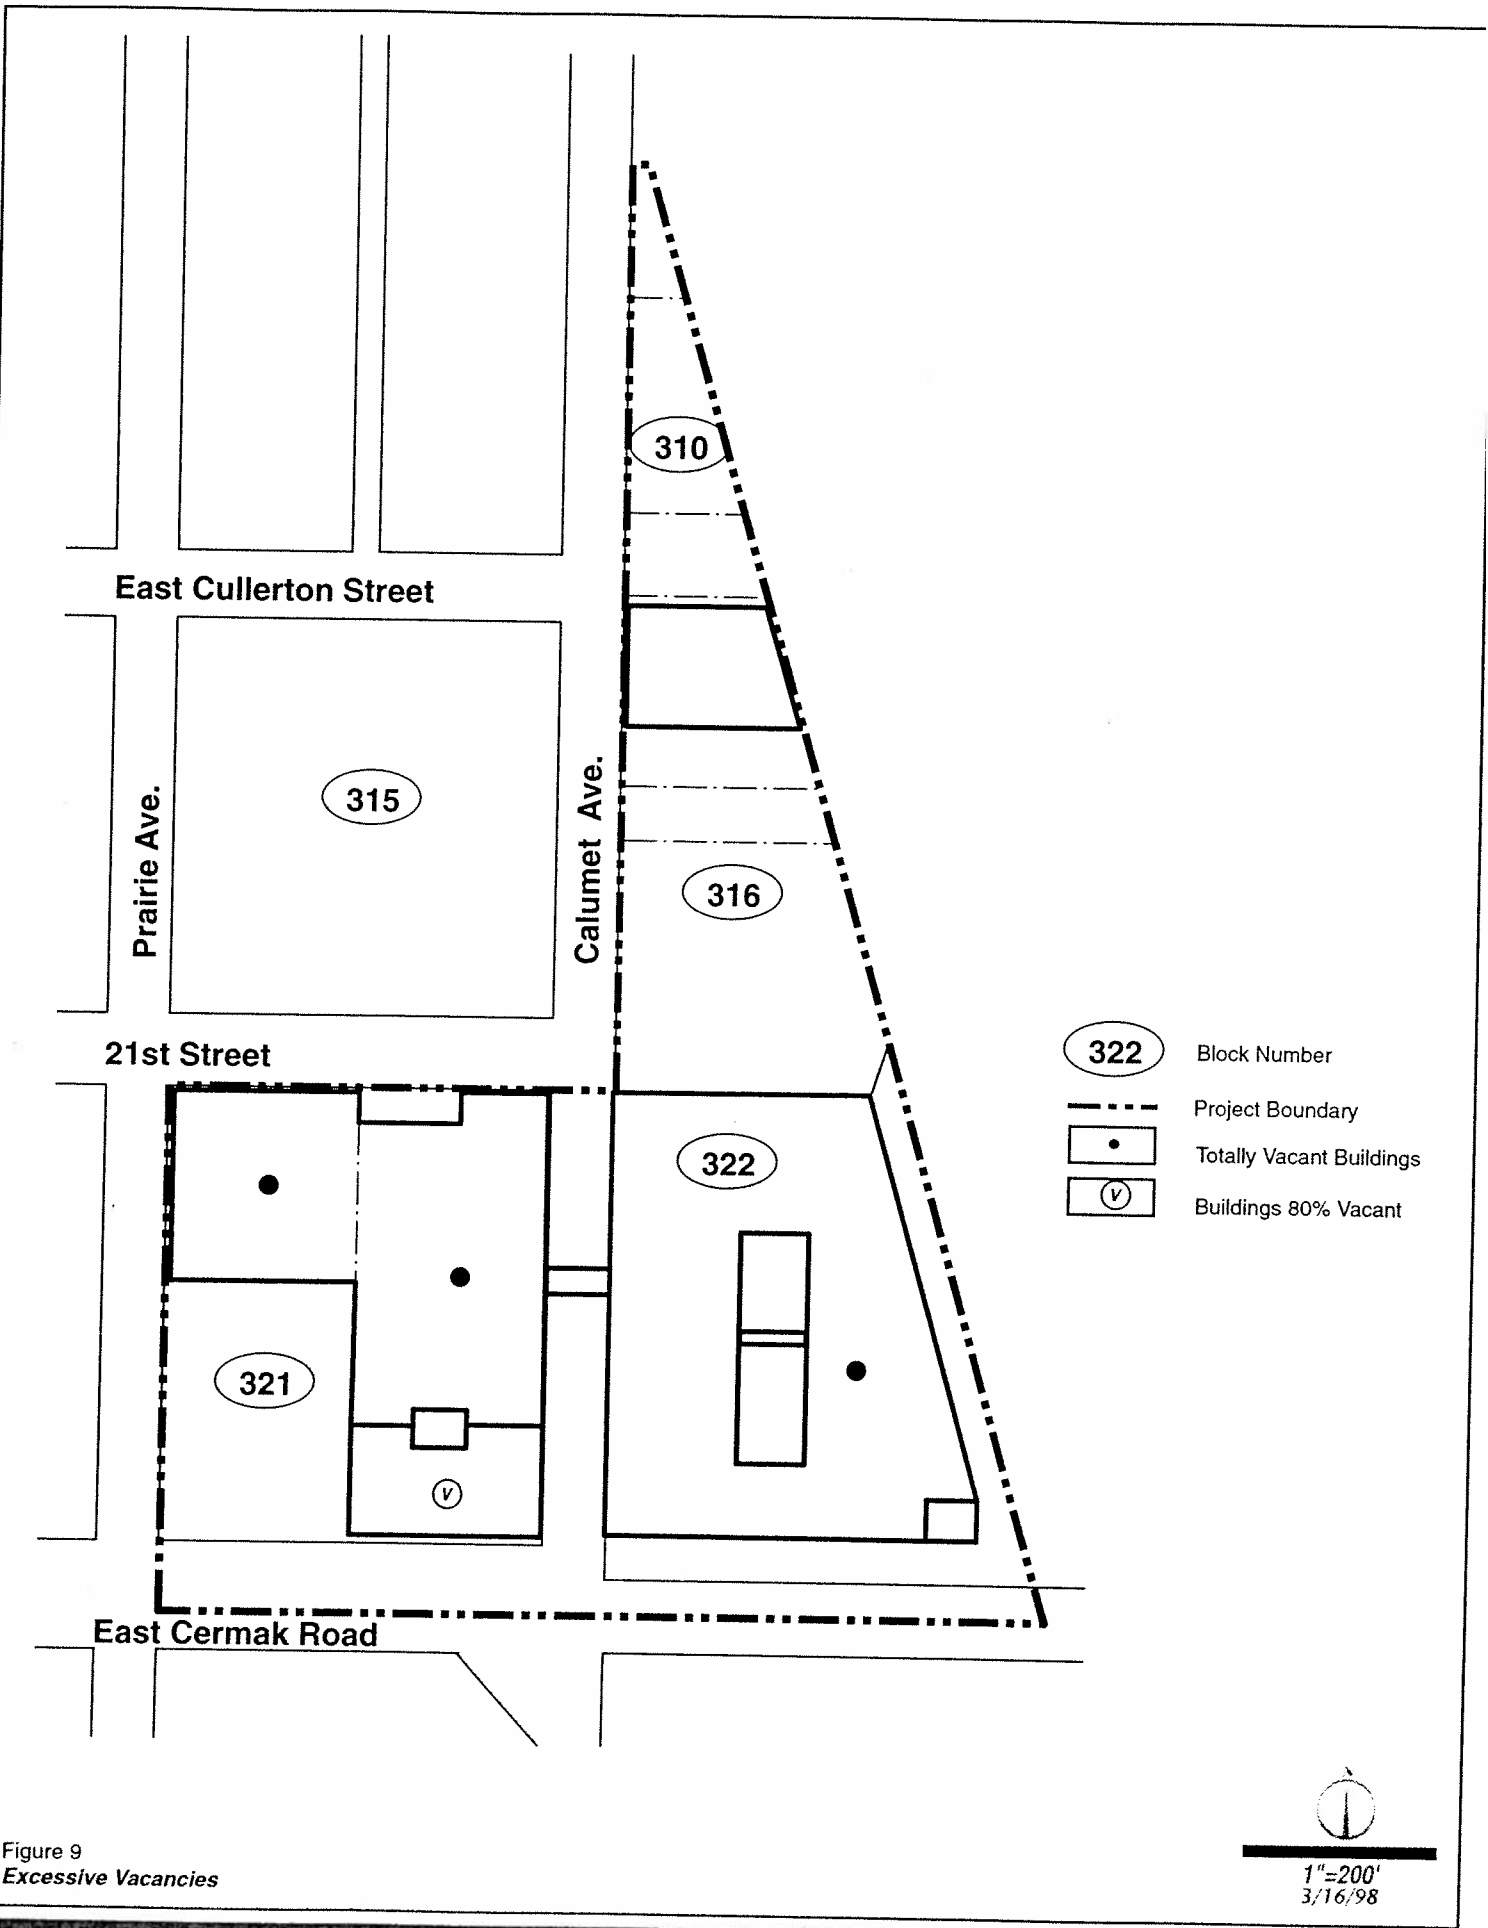 310
East Cullerton Street
315
Prairie Ave.
Calumet Ave.
316
21st Street
322
Block Number
Project Boundary
322
Totally Vacant Buildings
V
Buildings 80% Vacant
321
V
East Cermak Road
Figure 9
Excessive Vacancies
1"=200'
3/16/98